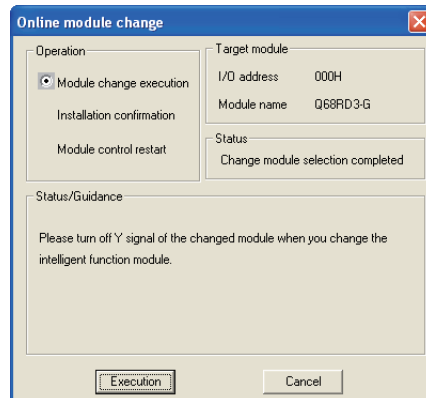 Online module change
Operation
Module change execution
Installation confirmation
Module control restart
Target module
I/O address 000H
Module name Q68RD3-G
Status
Change module selection completed
Status/Guidance
Please turn off Y signal of the changed module when you change the
intelligent function module.
Execution Cancel